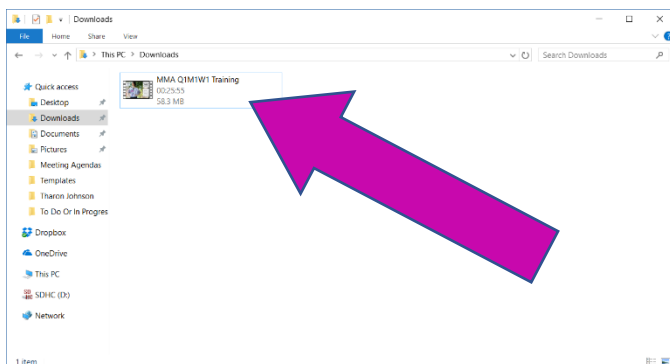 Downloads
File Home Share View
This PC > Downloads
Search Downloads
Quick access
Desktop
Downloads
Documents
Pictures
Meeting Agendas
Templates
Tharon Johnson
To Do Or In Progres
Dropbox
OneDrive
This PC
SDHC (D:)
Network
MMA Q1M1W1 Training
00:25:55
58.3 MB
1 item